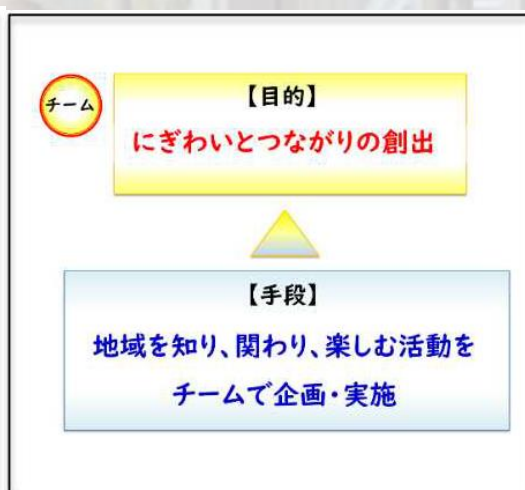 チーム
【目的】
にぎわいとつながりの創出
【手段】
地域を知り、関わり、楽しむ活動を
チームで企画・実施